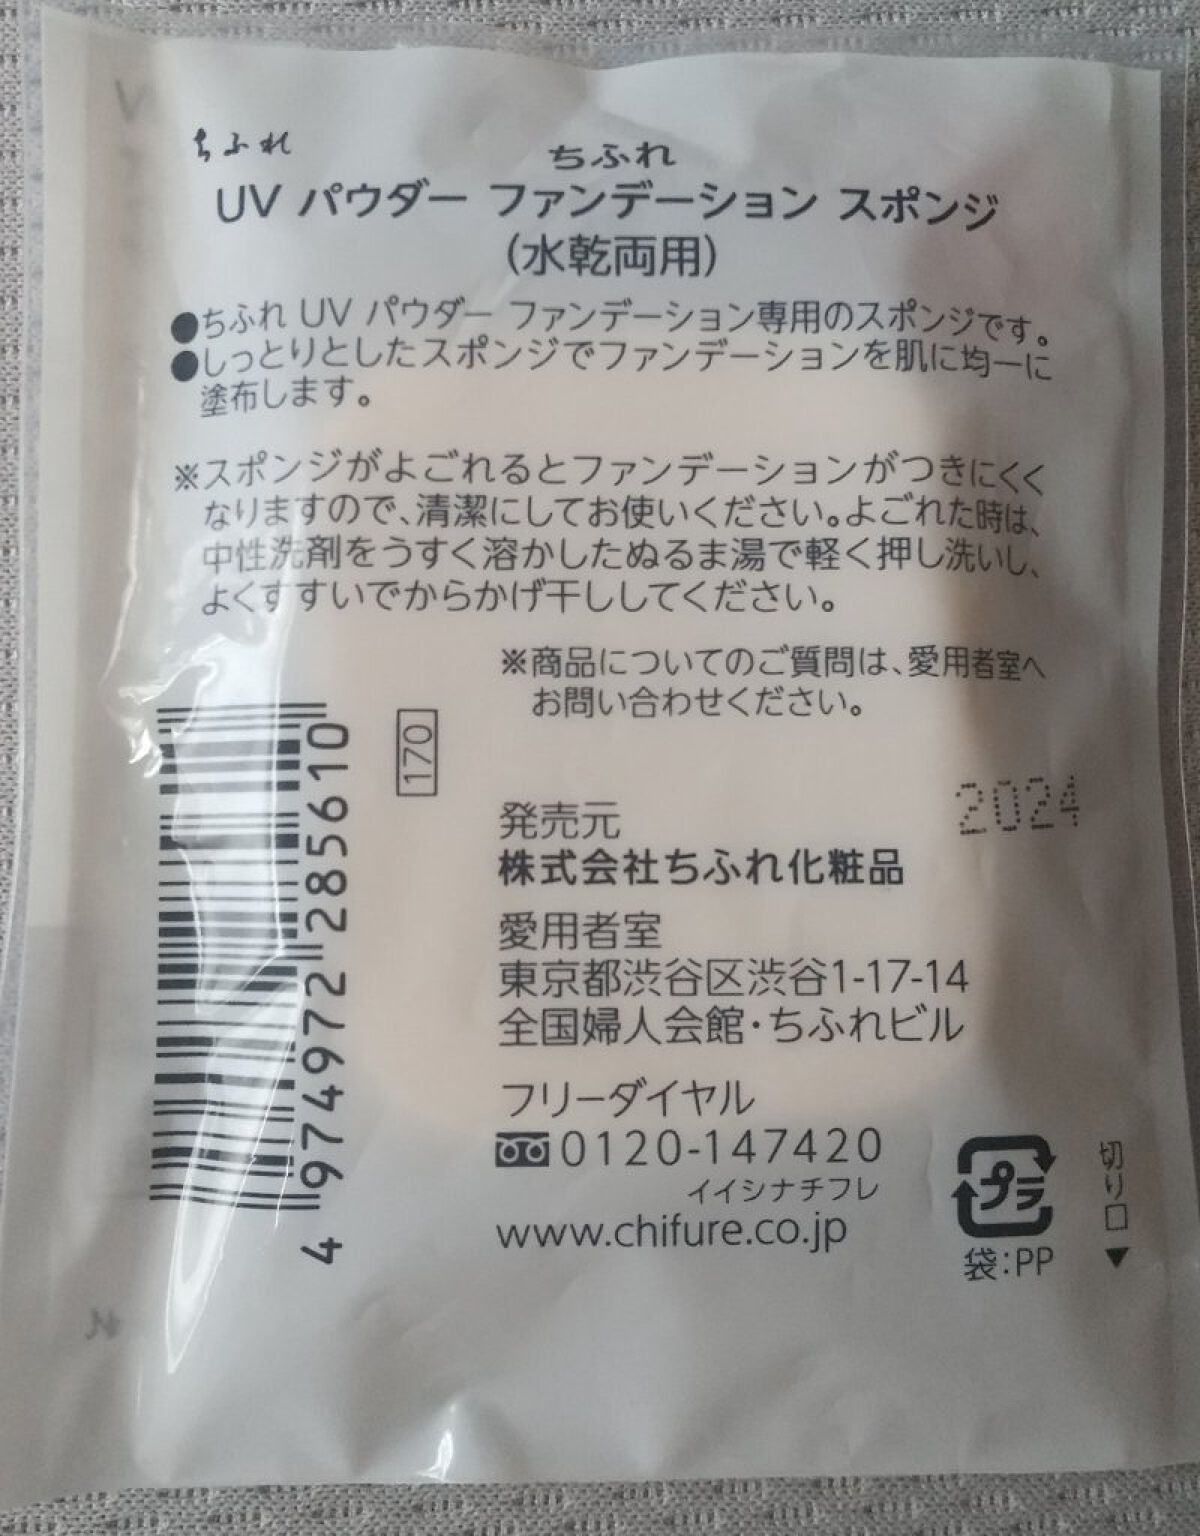 ちふれ
ちふれ
UV パウダー ファンデーション スポンジ
(水乾両用)
●ちふれ UV パウダー ファンデーション専用のスポンジです。
●しっとりとしたスポンジでファンデーションを肌に均一に
塗布します。
※スポンジがよごれるとファンデーションがつきにくく
なりますので、清潔にしてお使いください。よごれた時は、
中性洗剤をうすく溶かしたぬるま湯で軽く押し洗いし、
よくすすいでからかげ干ししてください。
※商品についてのご質問は、愛用者室へ
お問い合わせください。
170
4 974972 285610
2024
発売元
株式会社ちふれ化粧品
愛用者室
東京都渋谷区渋谷1-17-14
全国婦人会館・ちふれビル
フリーダイヤル
0120-147420
イイシナチフレ
www.chifure.co.jp
プラ
袋:PP
切り口▼